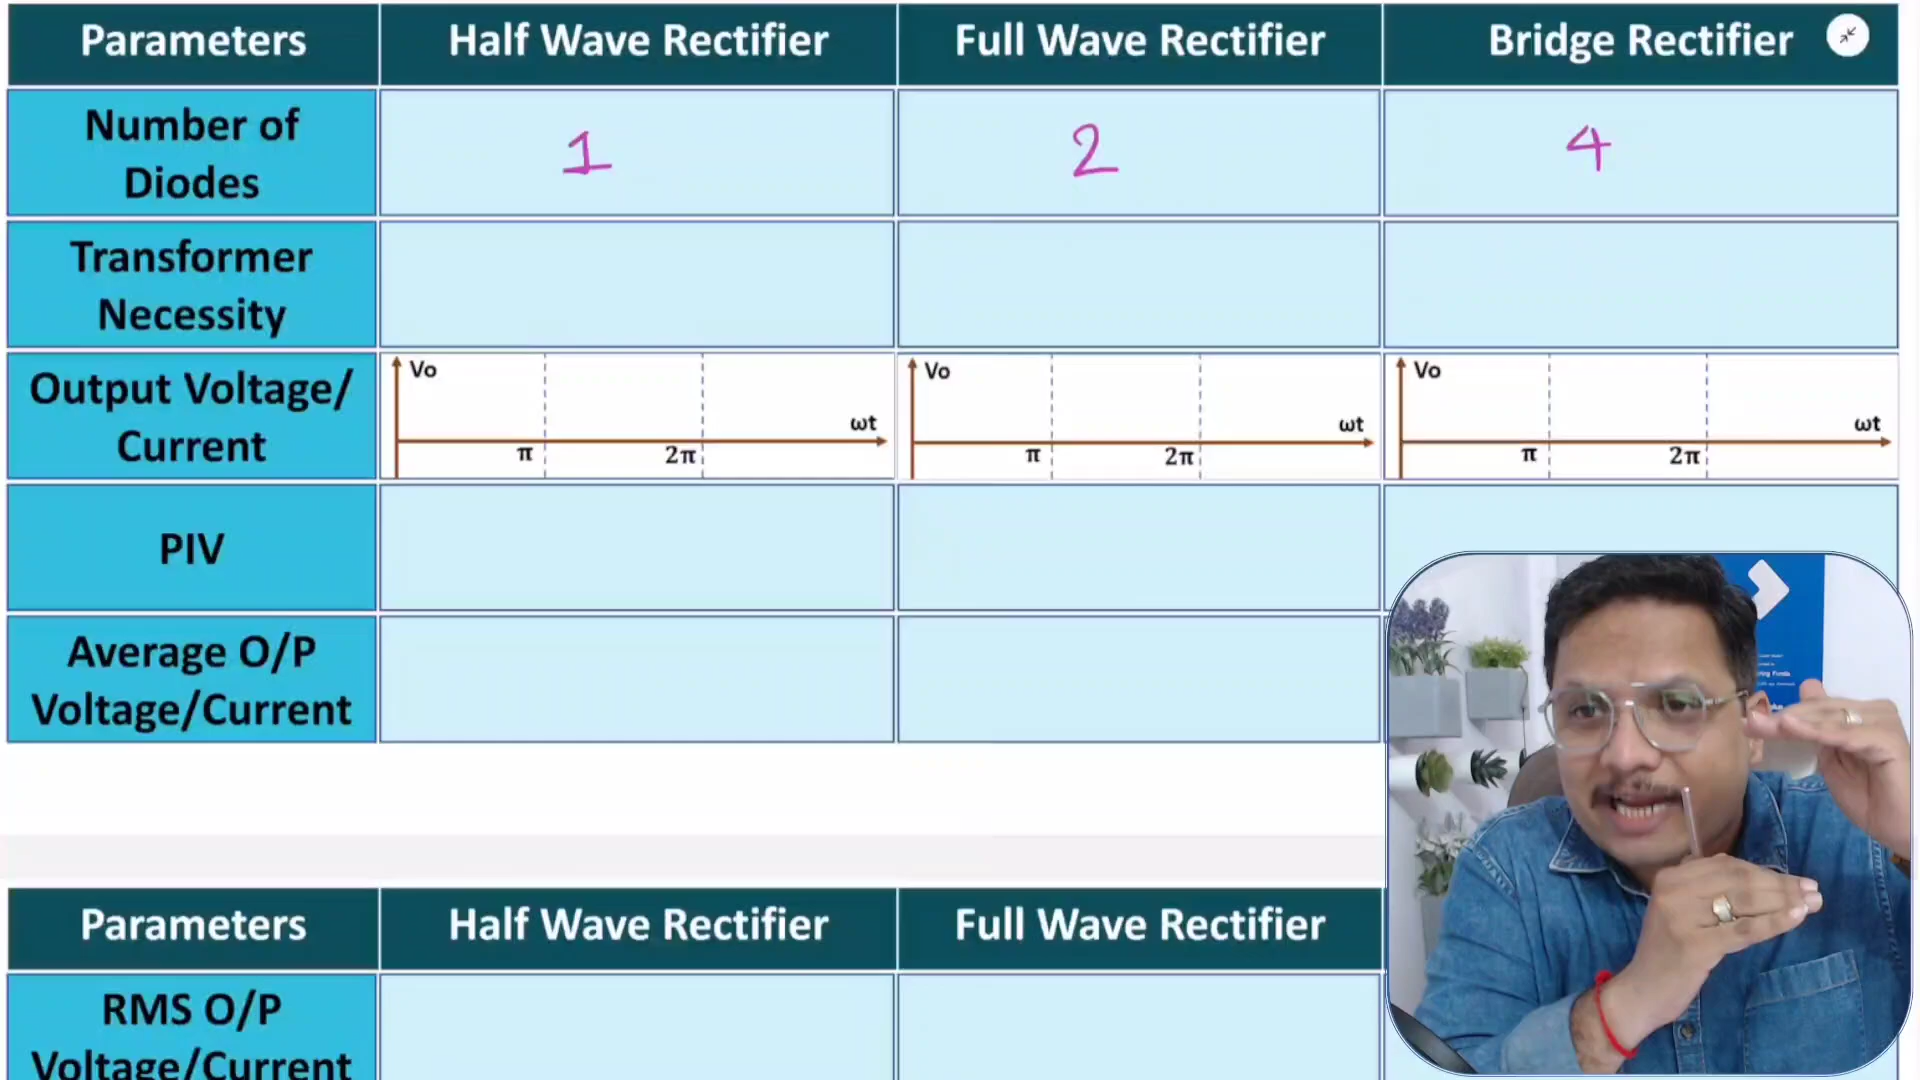 Parameters Half Wave Rectifier Full Wave Rectifier Bridge Rectifier
Number of
Diodes
1 2 4
Transformer
Necessity
Output Voltage/
Current
Vo ωt π 2π
Vo ωt π 2π
Vo ωt π 2π
PIV
Average O/P
Voltage/Current
Parameters Half Wave Rectifier Full Wave Rectifier
RMS O/P
Voltage/Current